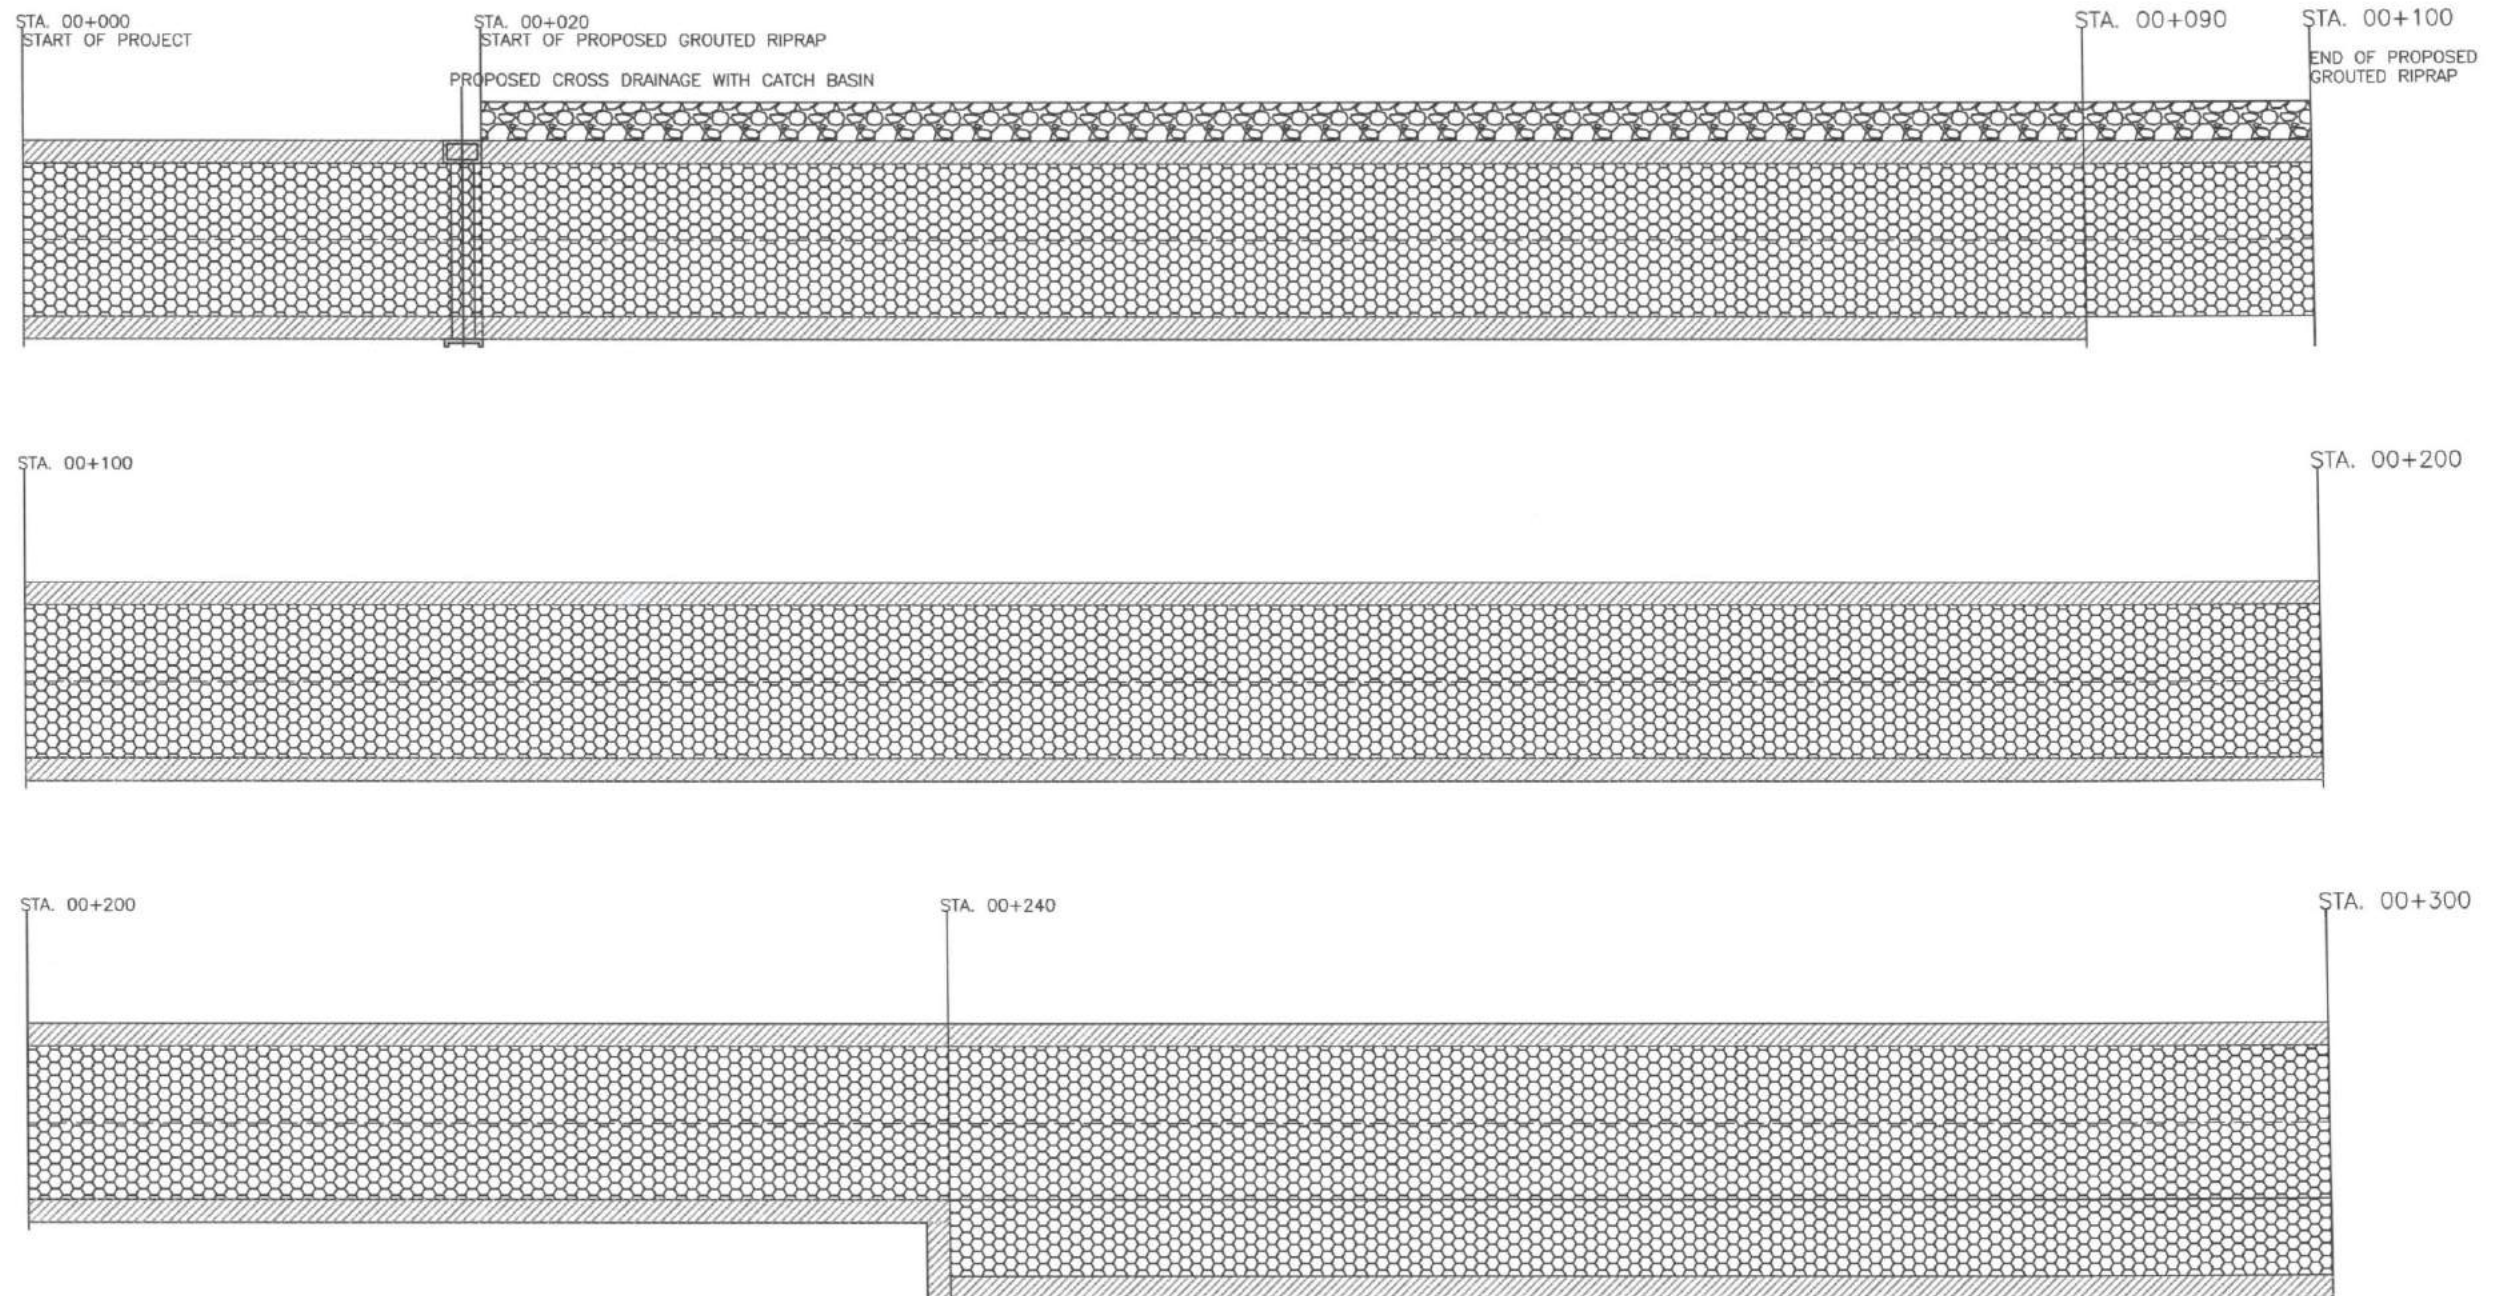 STA. 00+000
START OF PROJECT
STA. 00+020
START OF PROPOSED GROUTED RIPRAP
PROPOSED CROSS DRAINAGE WITH CATCH BASIN
STA. 00+090
STA. 00+100
END OF PROPOSED
GROUTED RIPRAP
STA. 00+100
STA. 00+200
STA. 00+200
STA. 00+240
STA. 00+300